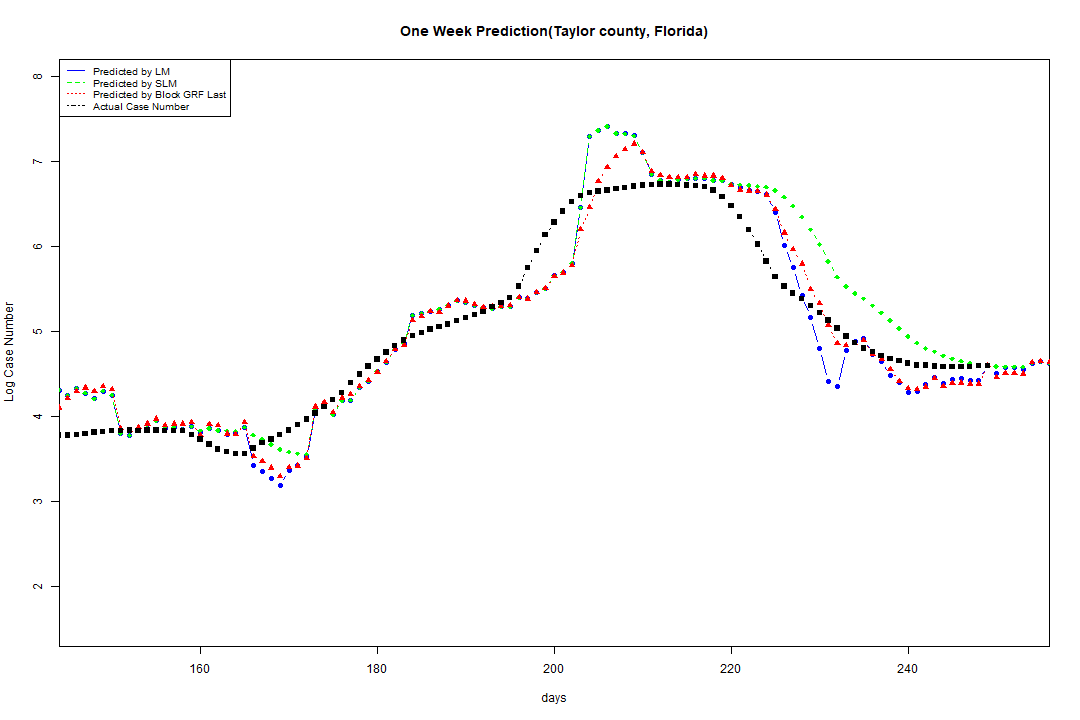 One Week Prediction(Taylor county, Florida)
Predicted by LM
Predicted by SLM
Predicted by Block GRF Last
Actual Case Number
8
7
6
5
4
3
2
Log Case Number
160 180 200 220 240
days